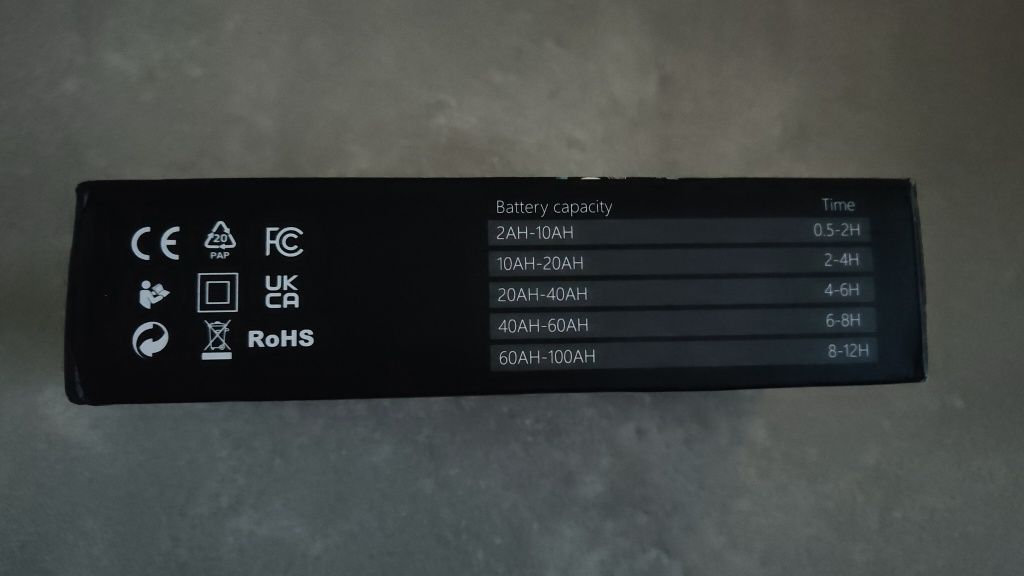 CE
20
PAP
FC
UK
CA
RoHS
Battery capacity Time
2AH-10AH 0.5-2H
10AH-20AH 2-4H
20AH-40AH 4-6H
40AH-60AH 6-8H
60AH-100AH 8-12H